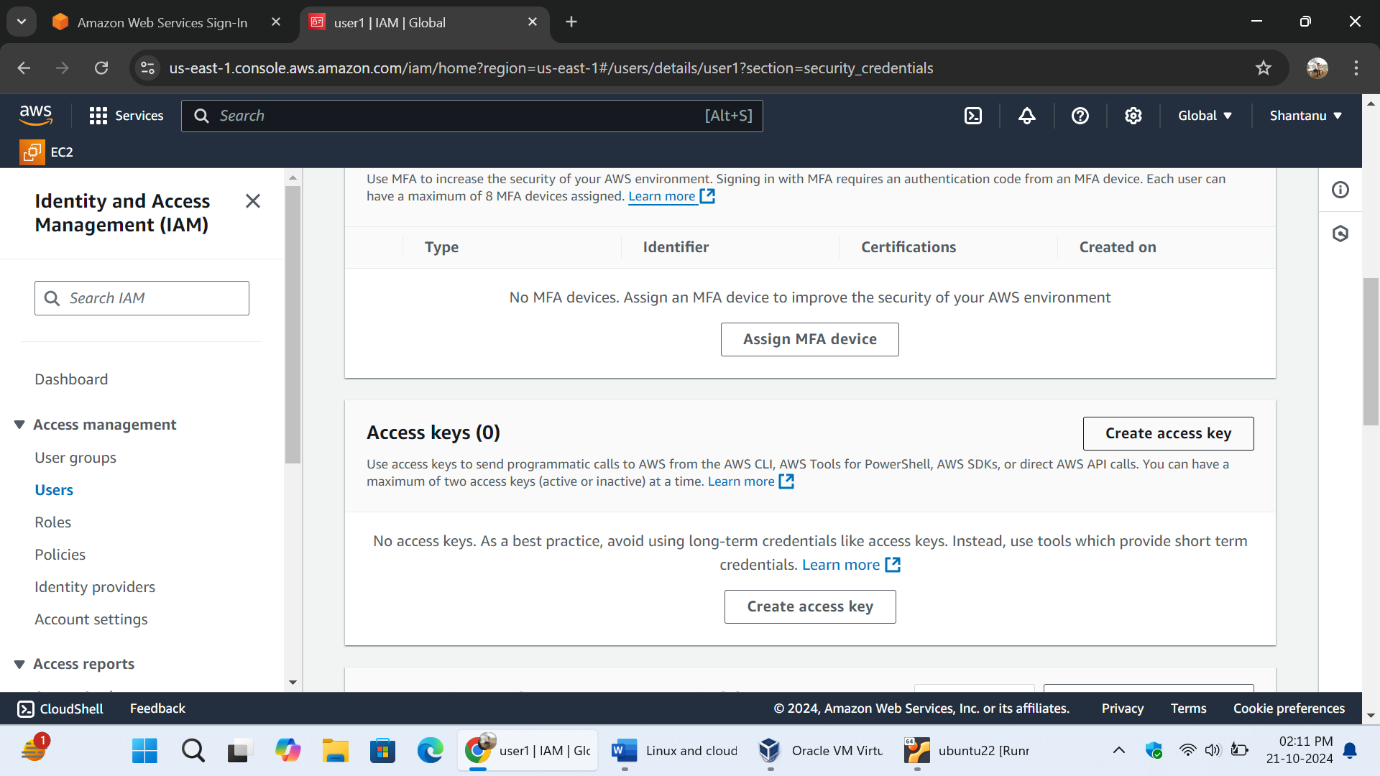 Amazon Web Services Sign-In
user1 | IAM | Global
us-east-1.console.aws.amazon.com/iam/home?region=us-east-1#/users/details/user1?section=security_credentials
aws
Services
Search
[Alt+S]
Global
Shantanu
EC2
Identity and Access
Management (IAM)
Search IAM
Dashboard
Access management
User groups
Users
Roles
Policies
Identity providers
Account settings
Access reports
Use MFA to increase the security of your AWS environment. Signing in with MFA requires an authentication code from an MFA device. Each user can
have a maximum of 8 MFA devices assigned. Learn more
Type Identifier Certifications Created on
No MFA devices. Assign an MFA device to improve the security of your AWS environment
Assign MFA device
Access keys (0)
Create access key
Use access keys to send programmatic calls to AWS from the AWS CLI, AWS Tools for PowerShell, AWS SDKs, or direct AWS API calls. You can have a
maximum of two access keys (active or inactive) at a time. Learn more
No access keys. As a best practice, avoid using long-term credentials like access keys. Instead, use tools which provide short term
credentials. Learn more
Create access key
CloudShell Feedback
© 2024, Amazon Web Services, Inc. or its affiliates. Privacy Terms Cookie preferences
1
user1 | IAM | Glo
Linux and cloud
Oracle VM Virtu
ubuntu22 [Runr
02:11 PM
21-10-2024